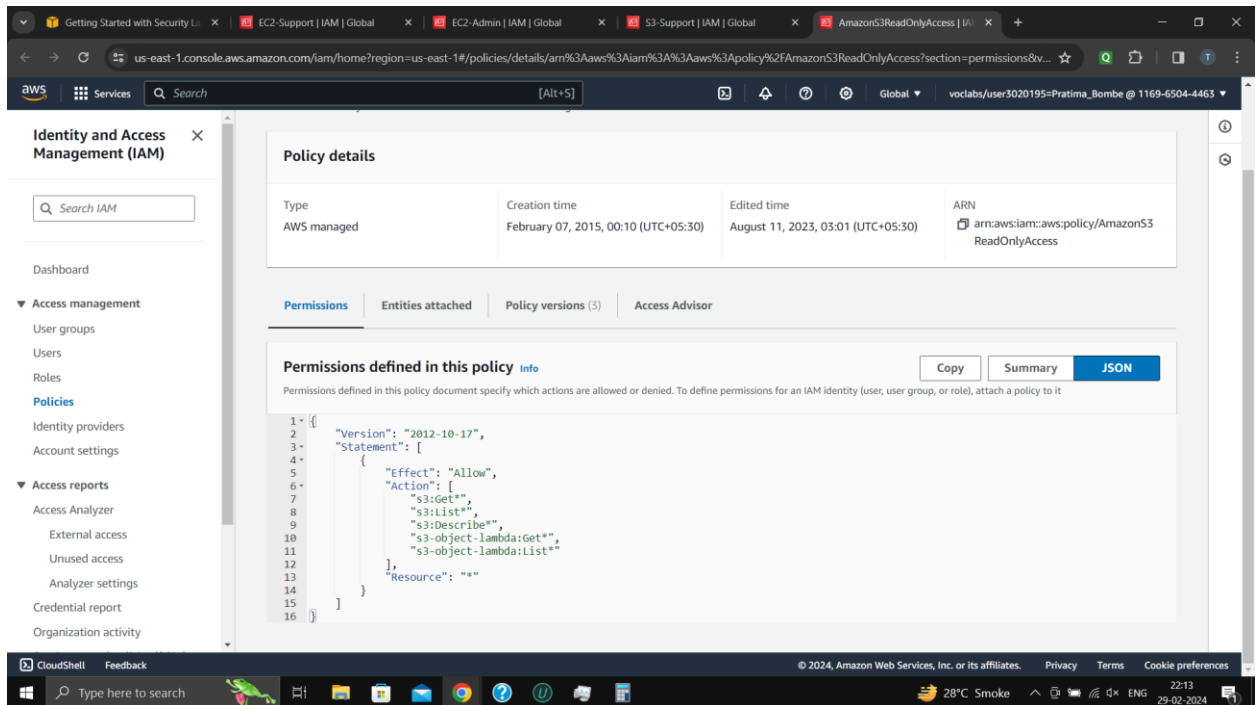 Getting Started with Security La
EC2-Support | IAM | Global
EC2-Admin | IAM | Global
S3-Support | IAM | Global
AmazonS3ReadOnlyAccess | IA
us-east-1.console.aws.amazon.com/iam/home?region=us-east-1#/policies/details/arn%3Aaws%3Aiam%3A%3Aaws%3Apolicy%2FAmazonS3ReadOnlyAccess?section=permissions&v...
Q
T
aws
Services
Search
[Alt+S]
Global
voclabs/user3020195=Pratima_Bombe @ 1169-6504-4463
Identity and Access
Management (IAM)
Search IAM
Dashboard
Access management
User groups
Users
Roles
Policies
Identity providers
Account settings
Access reports
Access Analyzer
External access
Unused access
Analyzer settings
Credential report
Organization activity
Policy details
Type
AWS managed
Creation time
February 07, 2015, 00:10 (UTC+05:30)
Edited time
August 11, 2023, 03:01 (UTC+05:30)
ARN
arn:aws:iam::aws:policy/AmazonS3
ReadOnlyAccess
Permissions
Entities attached
Policy versions (3)
Access Advisor
Permissions defined in this policy Info
Copy
Summary
JSON
Permissions defined in this policy document specify which actions are allowed or denied. To define permissions for an IAM identity (user, user group, or role), attach a policy to it
1 {
2 "Version": "2012-10-17",
3 "Statement": [
4 {
5 "Effect": "Allow",
6 "Action": [
7 "s3:Get*",
8 "s3:List*",
9 "s3:Describe*",
10 "s3-object-lambda:Get*",
11 "s3-object-lambda:List*"
12 ],
13 "Resource": "*"
14 }
15 ]
16 }
CloudShell
Feedback
© 2024, Amazon Web Services, Inc. or its affiliates.
Privacy
Terms
Cookie preferences
Type here to search
28°C Smoke
ENG
22:13
29-02-2024